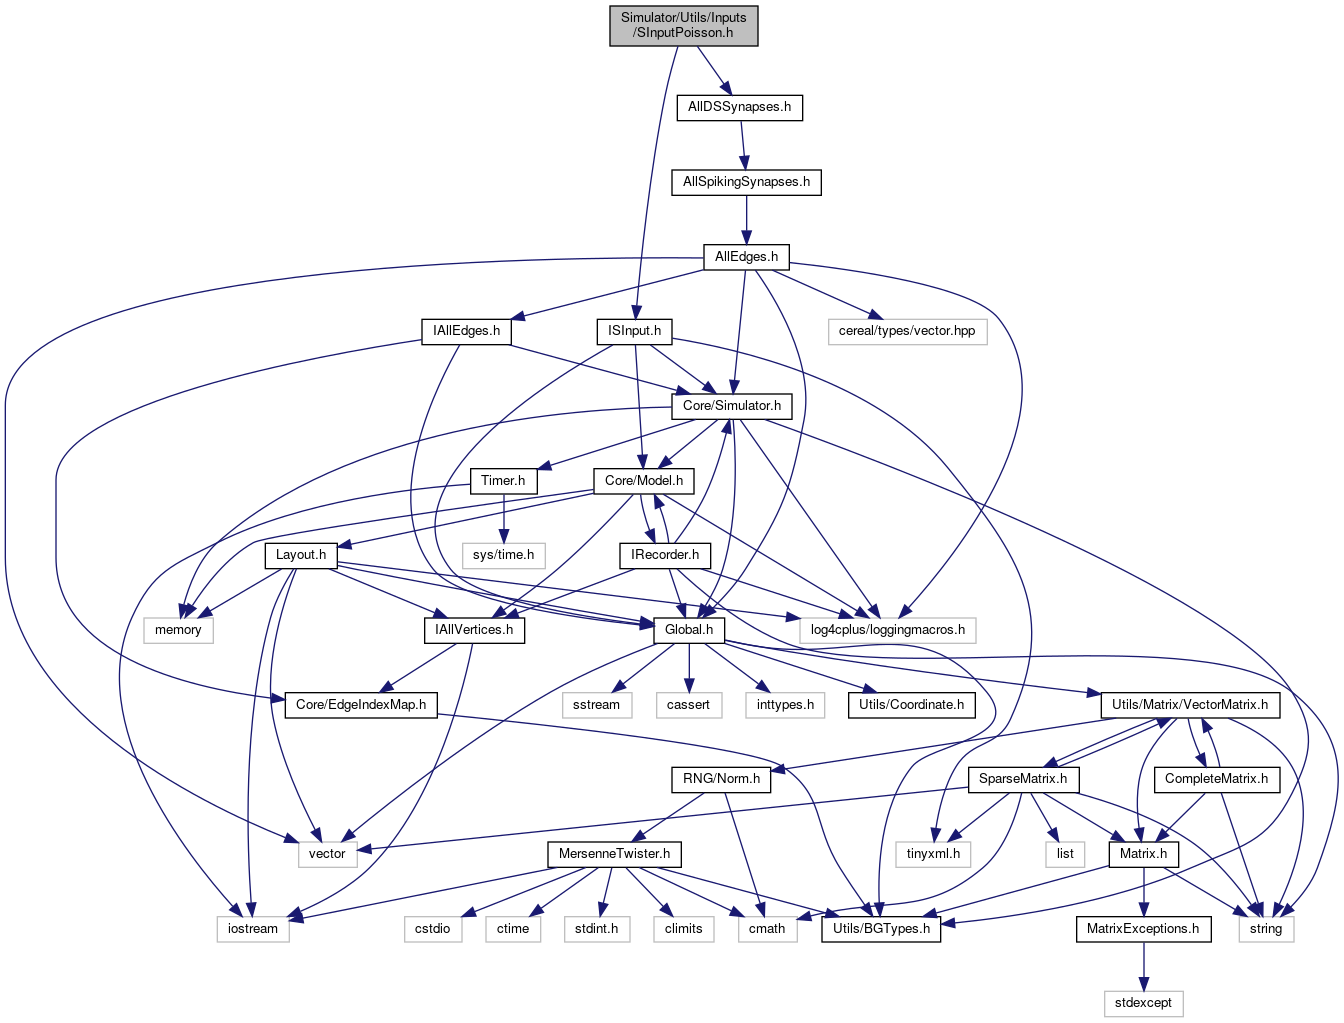 Simulator/Utils/Inputs
/SInputPoisson.h
AllDSSynapses.h
AllSpikingSynapses.h
AllEdges.h
IAllEdges.h
ISInput.h
cereal/types/vector.hpp
Core/Simulator.h
Timer.h
Core/Model.h
Layout.h
sys/time.h
IRecorder.h
memory
IAllVertices.h
Global.h
log4cplus/loggingmacros.h
Core/EdgeIndexMap.h
sstream
cassert
inttypes.h
Utils/Coordinate.h
Utils/Matrix/VectorMatrix.h
RNG/Norm.h
SparseMatrix.h
CompleteMatrix.h
vector
MersenneTwister.h
tinyxml.h
list
Matrix.h
iostream
cstdio
ctime
stdint.h
climits
cmath
Utils/BGTypes.h
MatrixExceptions.h
string
stdexcept